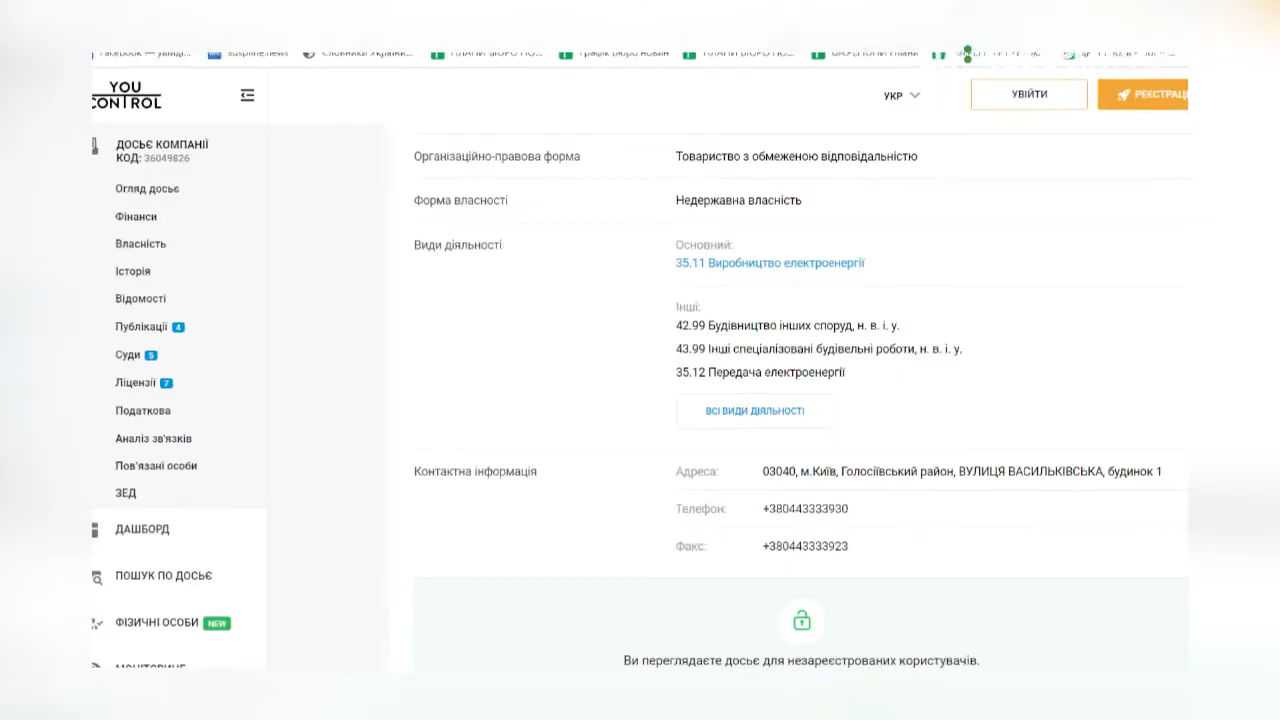 suspilne.news
YOU
CONTROL
УКР
УВІЙТИ
ДОСЬЄ КОМПАНІЇ
КОД: 36049826
Огляд досьє
Фінанси
Власність
Історія
Відомості
Публікації 4
Суди 5
Ліцензії 7
Податкова
Аналіз зв'язків
Пов'язані особи
ЗЕД
ДАШБОРД
ПОШУК ПО ДОСЬЄ
ФІЗИЧНІ ОСОБИ NEW
Організаційно-правова форма
Товариство з обмеженою відповідальністю
Форма власності
Недержавна власність
Види діяльності
Основний:
35.11 Виробництво електроенергії
Інші:
42.99 Будівництво інших споруд, н. в. і. у.
43.99 Інші спеціалізовані будівельні роботи, н. в. і. у.
35.12 Передача електроенергії
ВСІ ВИДИ ДІЯЛЬНОСТІ
Контактна інформація
Адреса:
03040, м.Київ, Голосіївський район, ВУЛИЦЯ ВАСИЛЬКІВСЬКА, будинок 1
Телефон:
+380443333930
Факс:
+380443333923
Ви переглядаєте досьє для незареєстрованих користувачів.